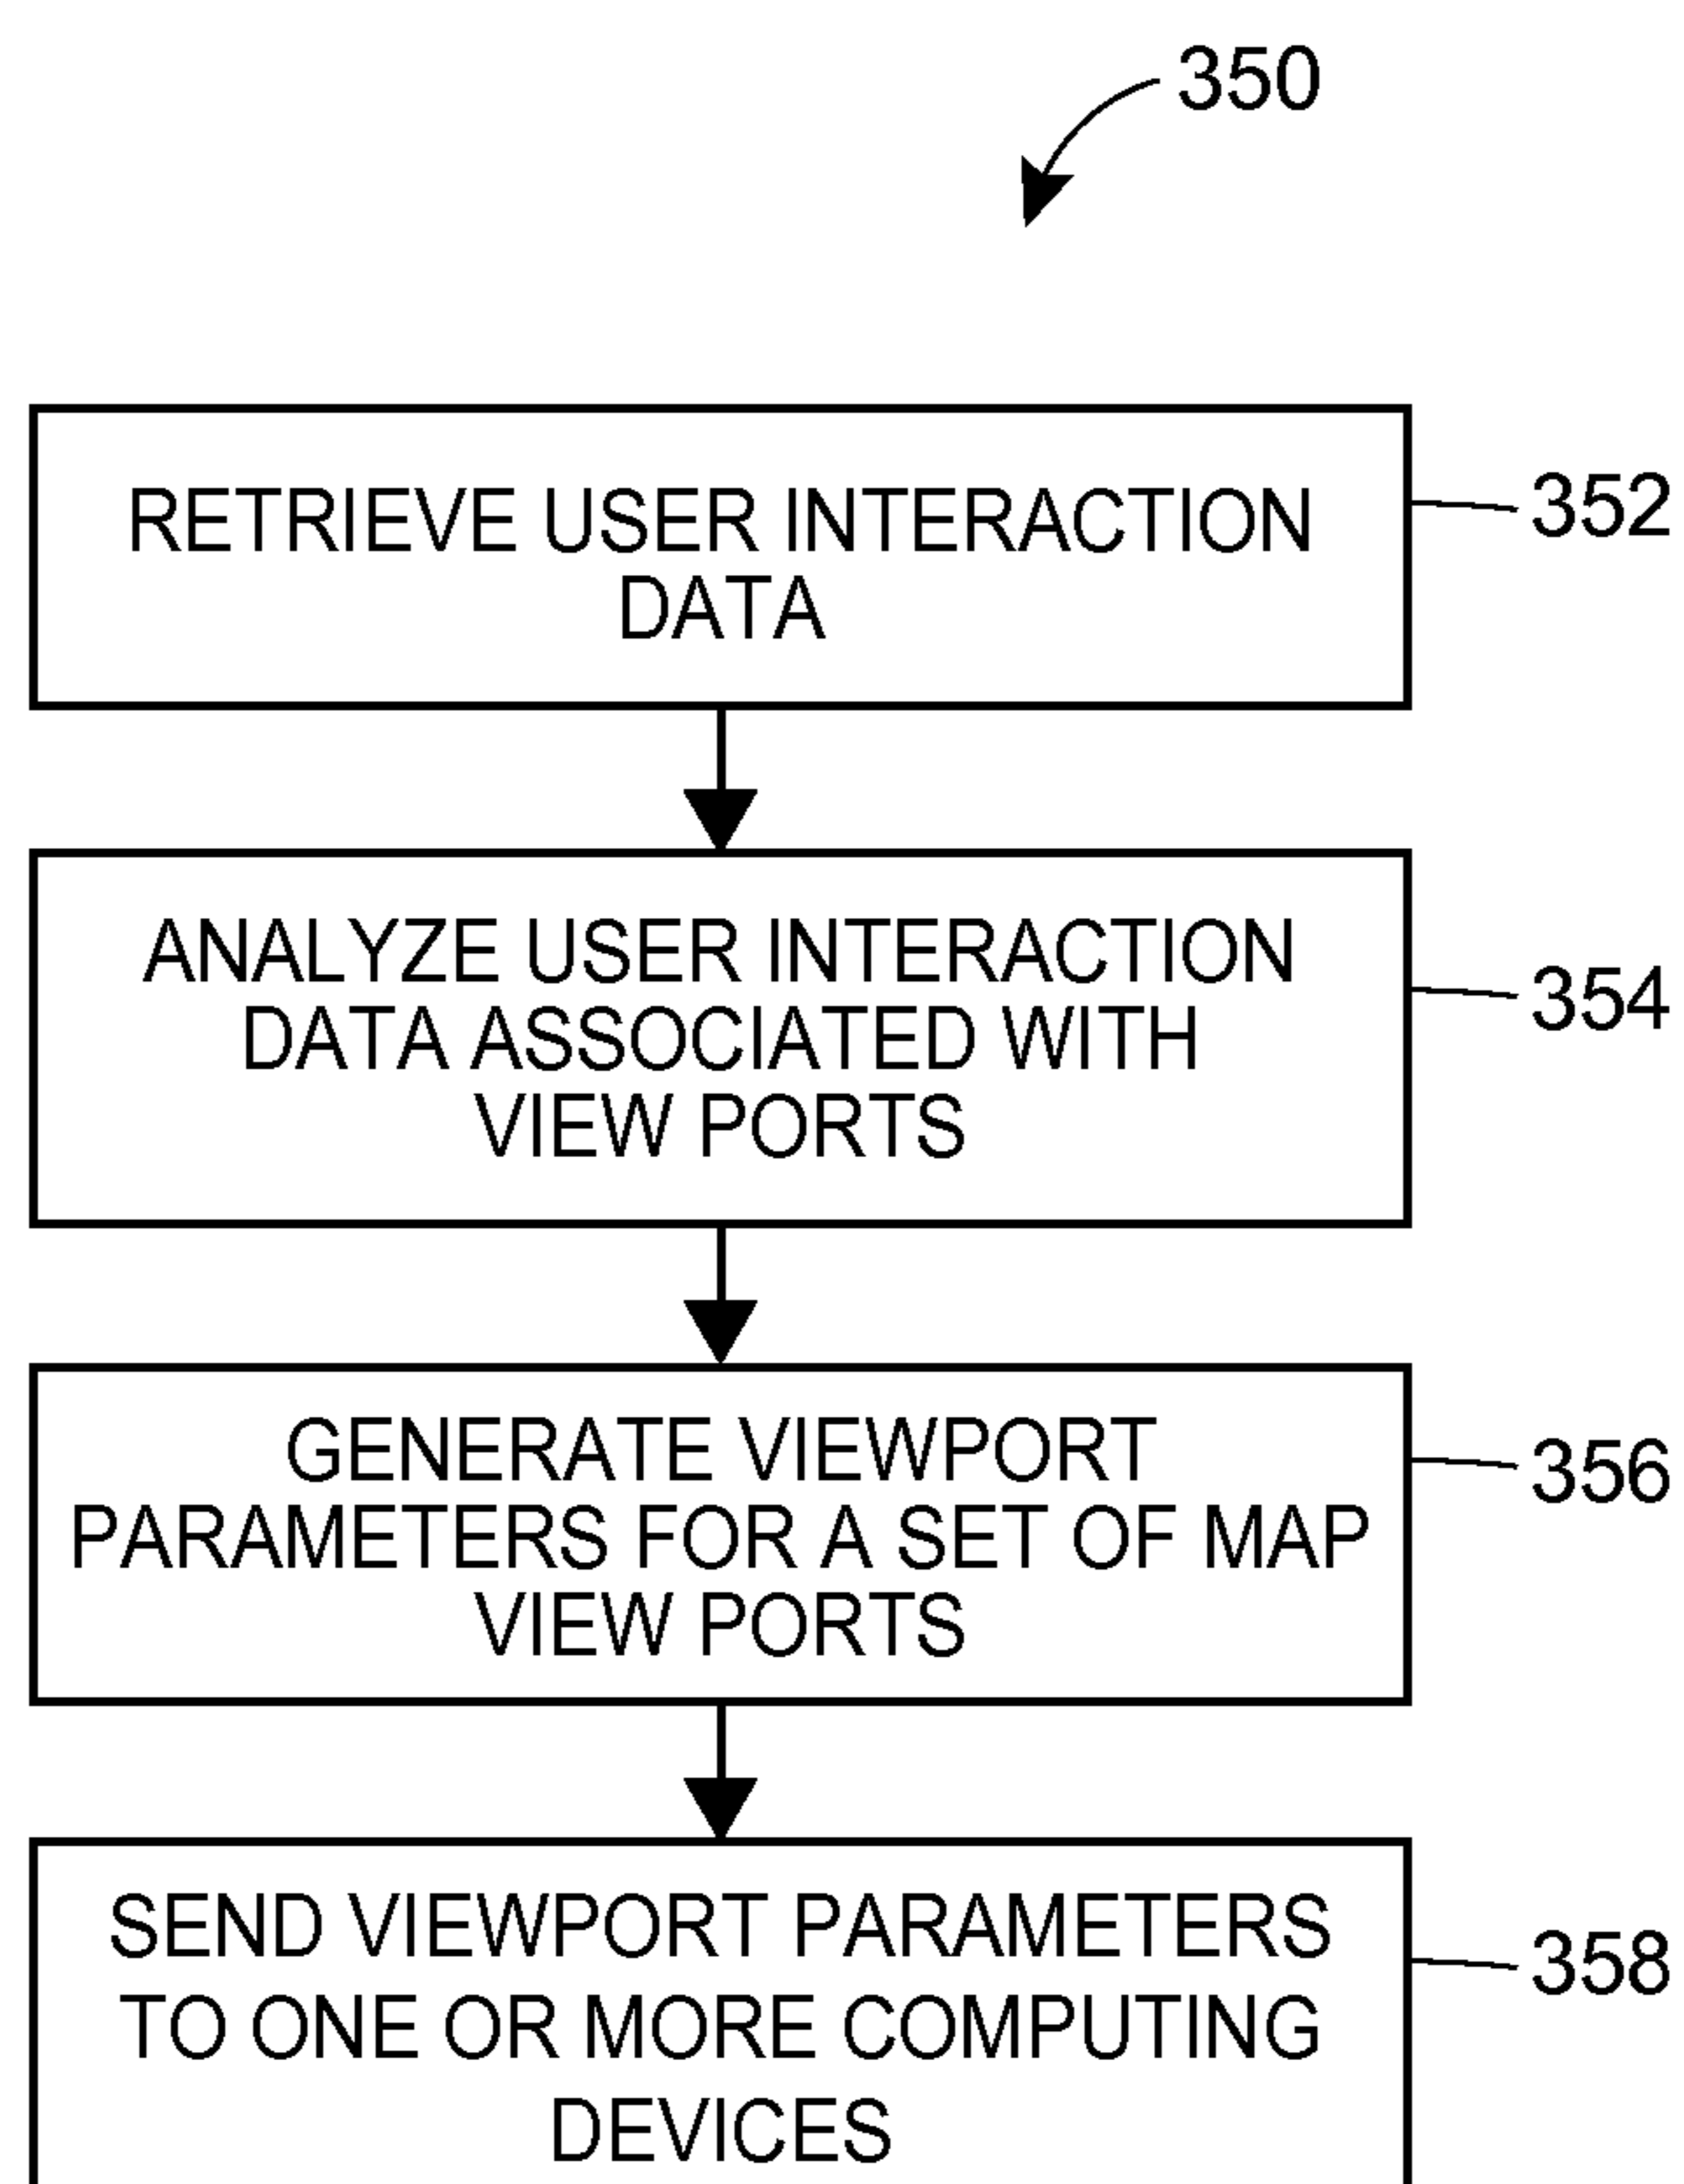 350
RETRIEVE USER INTERACTION
DATA
352
ANALYZE USER INTERACTION
DATA ASSOCIATED WITH
VIEW PORTS
354
GENERATE VIEWPORT
PARAMETERS FOR A SET OF MAP
VIEW PORTS
356
SEND VIEWPORT PARAMETERS
TO ONE OR MORE COMPUTING
DEVICES
358